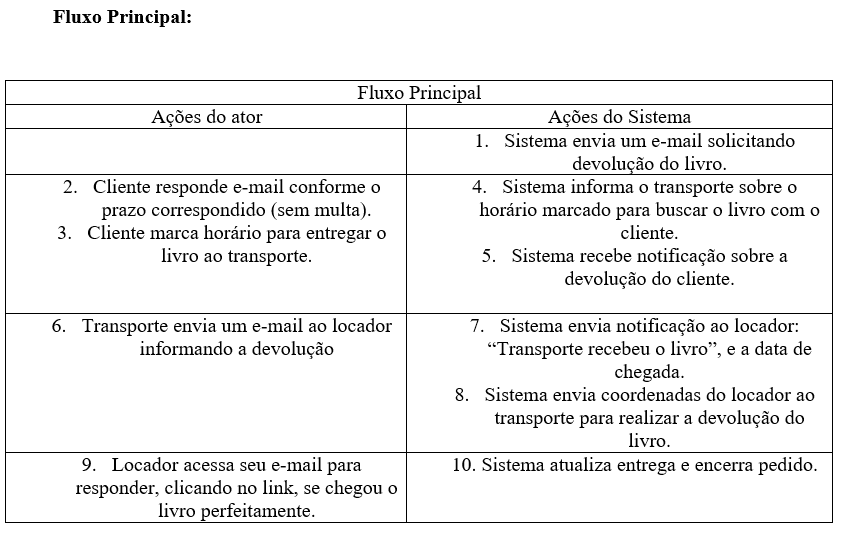 Fluxo Principal:
Fluxo Principal
Ações do ator
Ações do Sistema
1. Sistema envia um e-mail solicitando
devolução do livro.
2. Cliente responde e-mail conforme o
prazo correspondido (sem multa).
3. Cliente marca horário para entregar o
livro ao transporte.
4. Sistema informa o transporte sobre o
horário marcado para buscar o livro com o
cliente.
5. Sistema recebe notificação sobre a
devolução do cliente.
6. Transporte envia um e-mail ao locador
informando a devolução
7. Sistema envia notificação ao locador:
“Transporte recebeu o livro”, e a data de
chegada.
8. Sistema envia coordenadas do locador ao
transporte para realizar a devolução do
livro.
9. Locador acessa seu e-mail para
responder, clicando no link, se chegou o
livro perfeitamente.
10. Sistema atualiza entrega e encerra pedido.